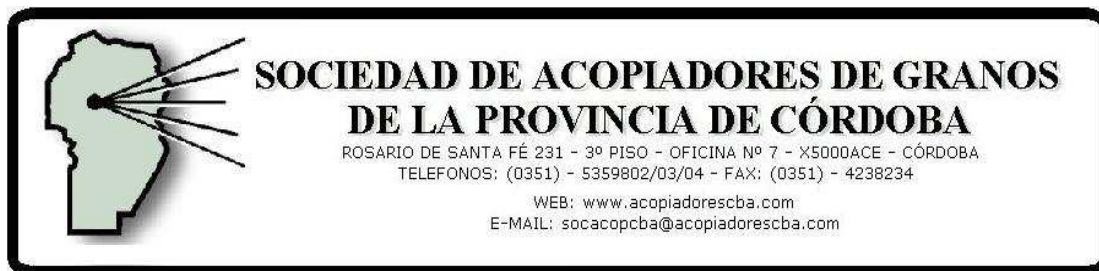 SOCIEDAD DE ACOPIADORES DE GRANOS
DE LA PROVINCIA DE CÓRDOBA
ROSARIO DE SANTA FÉ 231 - 3º PISO - OFICINA Nº 7 - X5000ACE - CÓRDOBA
TELEFONOS: (0351) - 5359802/03/04 - FAX: (0351) - 4238234
WEB: www.acopiadorescba.com
E-MAIL: socacopcba@acopiadorescba.com